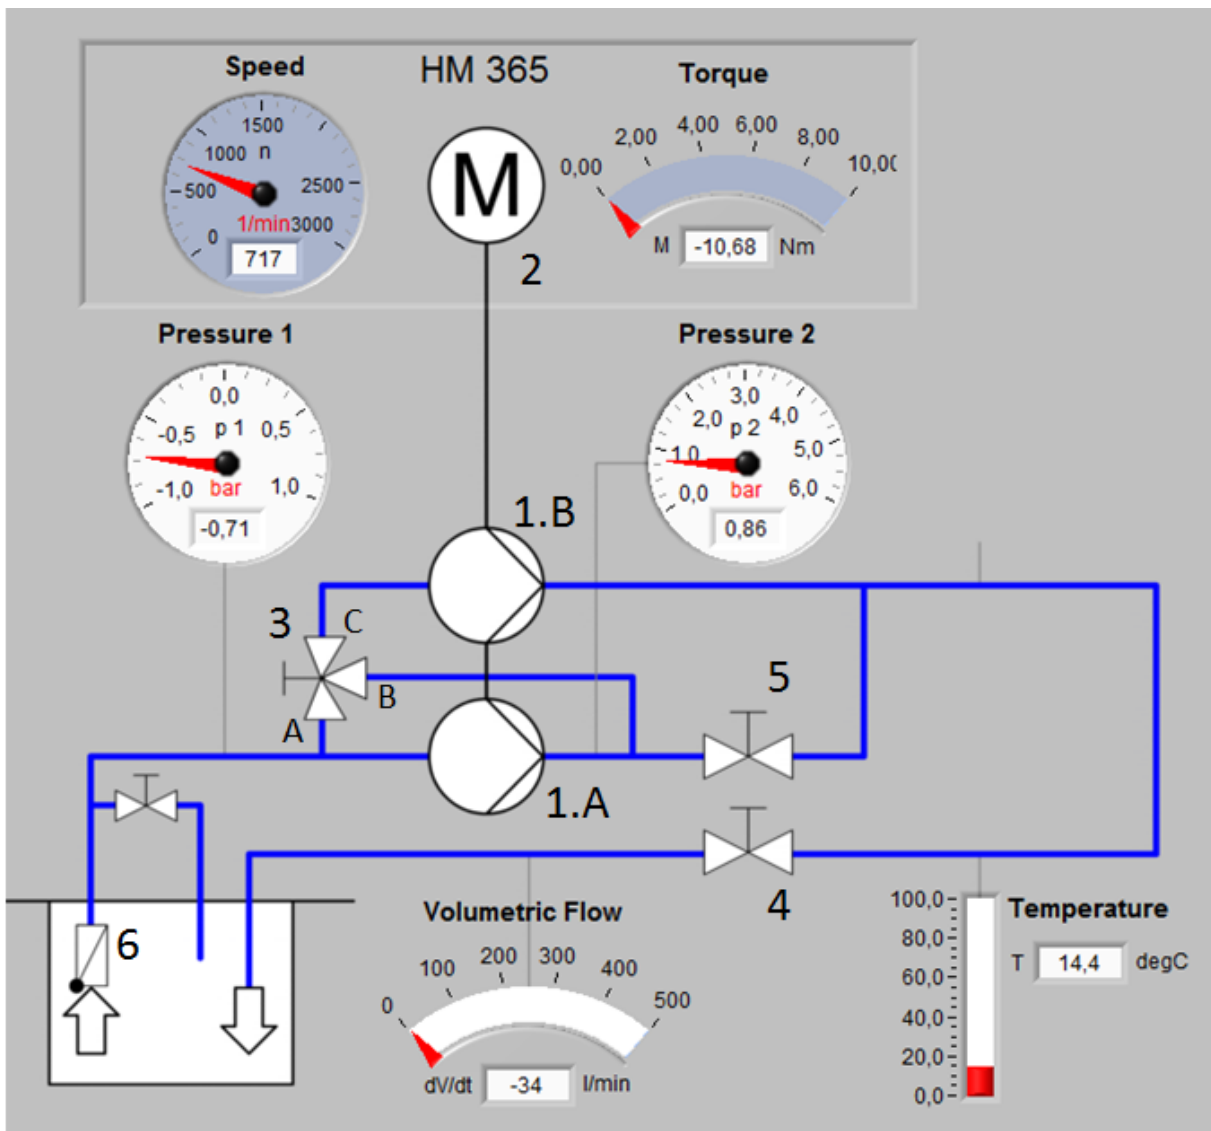 Speed
HM 365
Torque
1500
1000
n
500
2500
1/min
3000
0
717
M
0,00
2,00
4,00
6,00
8,00
10,00
M
-10,68
Nm
2
Pressure 1
0,0
-0,5
p 1
0,5
-1,0
bar
1,0
-0,71
Pressure 2
3,0
2,0
4,0
p 2
1,0
5,0
0,0
bar
6,0
0,86
1.B
3
C
B
A
5
1.A
4
6
Volumetric Flow
0
100
200
300
400
500
dV/dt
-34
l/min
100,0
80,0
60,0
40,0
20,0
0,0
Temperature
T
14,4
degC